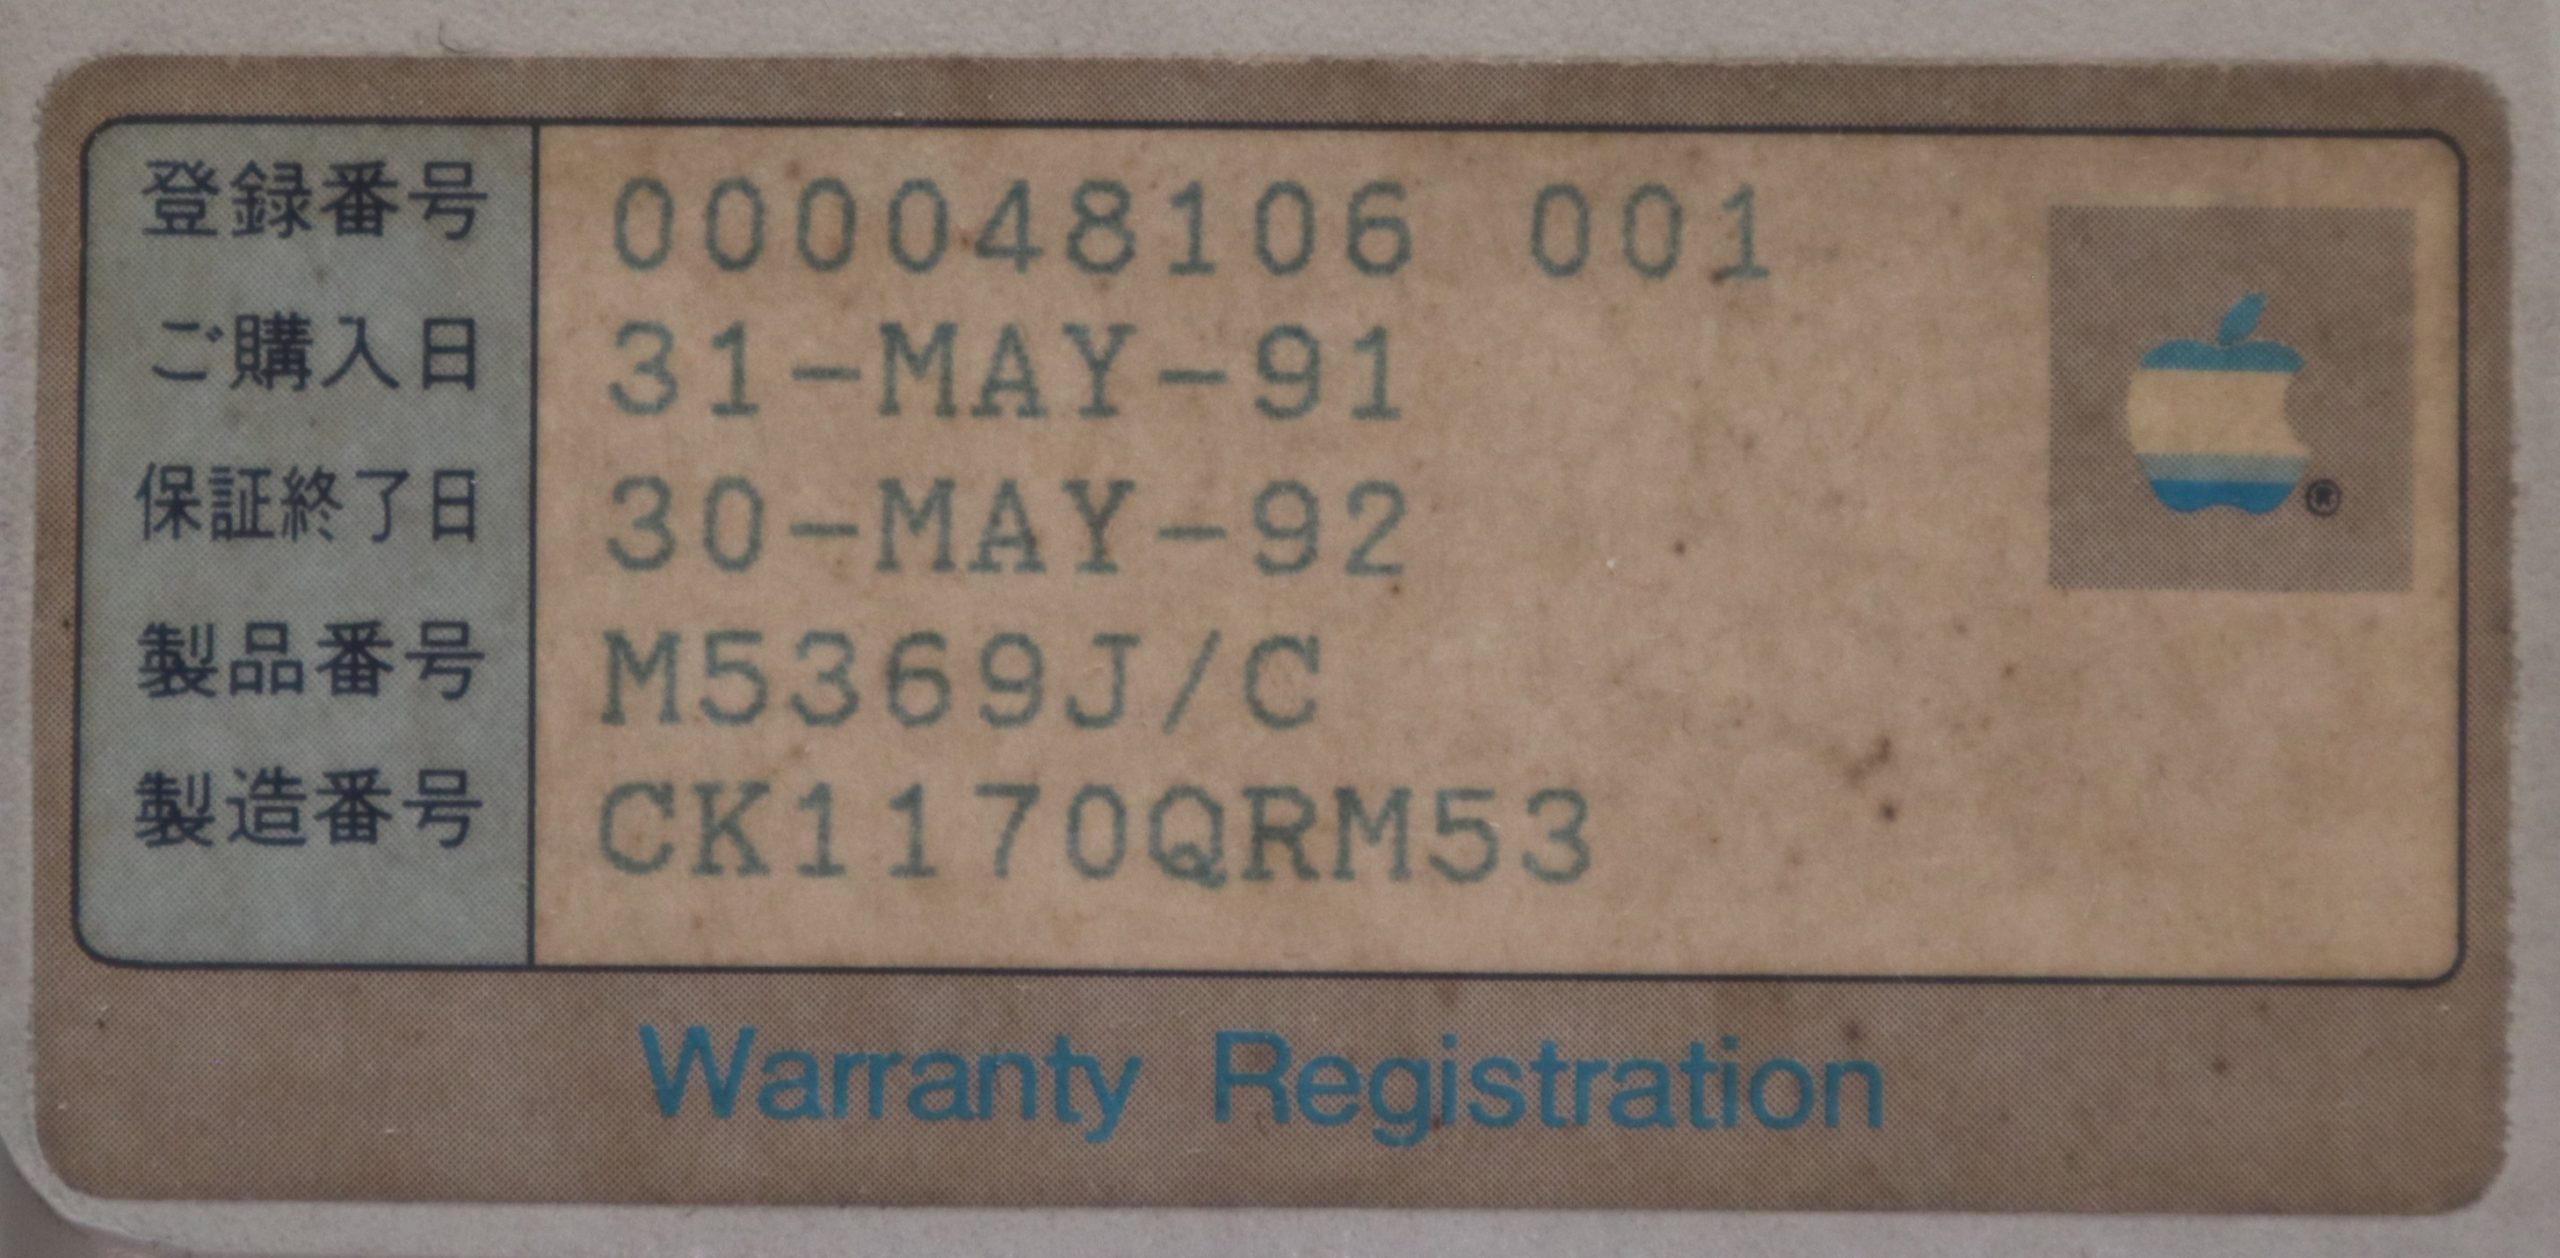 登録番号 000048106 001
ご購入日 31-MAY-91
保証終了日 30-MAY-92
製品番号 M5369J/C
製造番号 CK1170QRM53
®
Warranty Registration